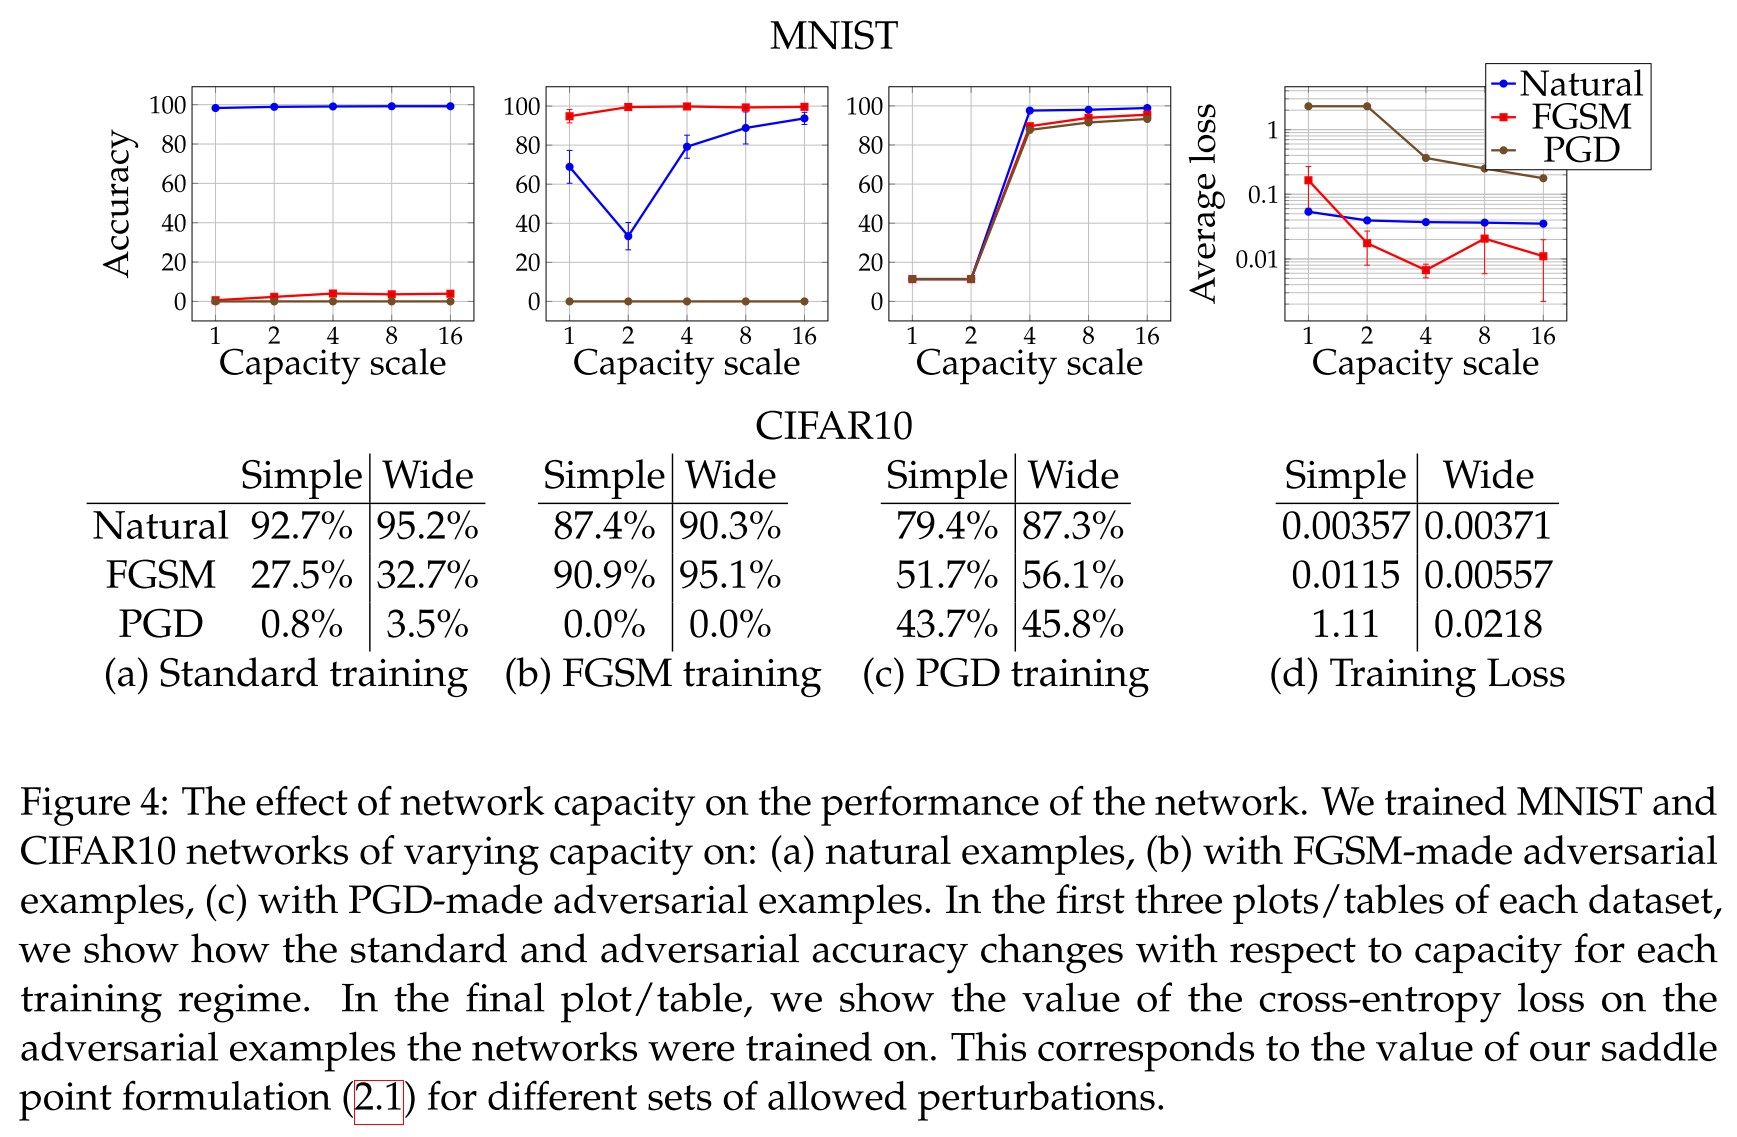 MNIST
Accuracy
100
80
60
40
20
0
1 2 4 8 16
Capacity scale
100
80
60
40
20
0
1 2 4 8 16
Capacity scale
100
80
60
40
20
0
1 2 4 8 16
Capacity scale
Average loss
1
0.1
0.01
1 2 4 8 16
Capacity scale
Natural
FGSM
PGD
CIFAR10
Simple Wide Simple Wide Simple Wide Simple Wide
Natural 92.7% 95.2% 87.4% 90.3% 79.4% 87.3% 0.00357 0.00371
FGSM 27.5% 32.7% 90.9% 95.1% 51.7% 56.1% 0.0115 0.00557
PGD 0.8% 3.5% 0.0% 0.0% 43.7% 45.8% 1.11 0.0218
(a) Standard training (b) FGSM training (c) PGD training (d) Training Loss
Figure 4: The effect of network capacity on the performance of the network. We trained MNIST and
CIFAR10 networks of varying capacity on: (a) natural examples, (b) with FGSM-made adversarial
examples, (c) with PGD-made adversarial examples. In the first three plots/tables of each dataset,
we show how the standard and adversarial accuracy changes with respect to capacity for each
training regime. In the final plot/table, we show the value of the cross-entropy loss on the
adversarial examples the networks were trained on. This corresponds to the value of our saddle
point formulation (2.1) for different sets of allowed perturbations.